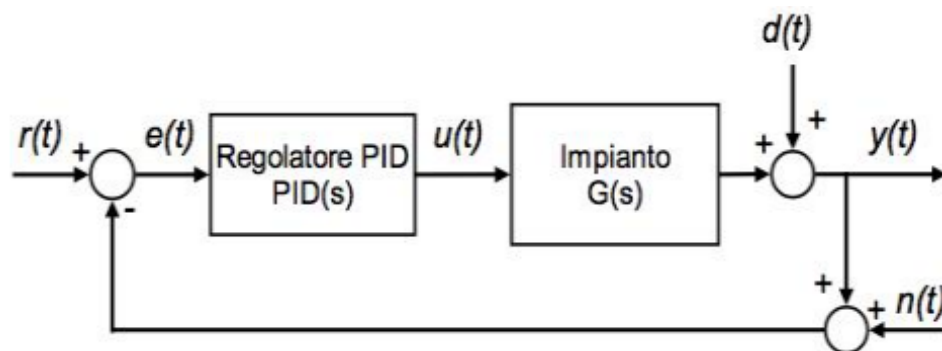 d(t)
r(t)
+
e(t)
Regolatore PID
PID(s)
u(t)
Impianto
G(s)
+
+
y(t)
-
+
+
n(t)